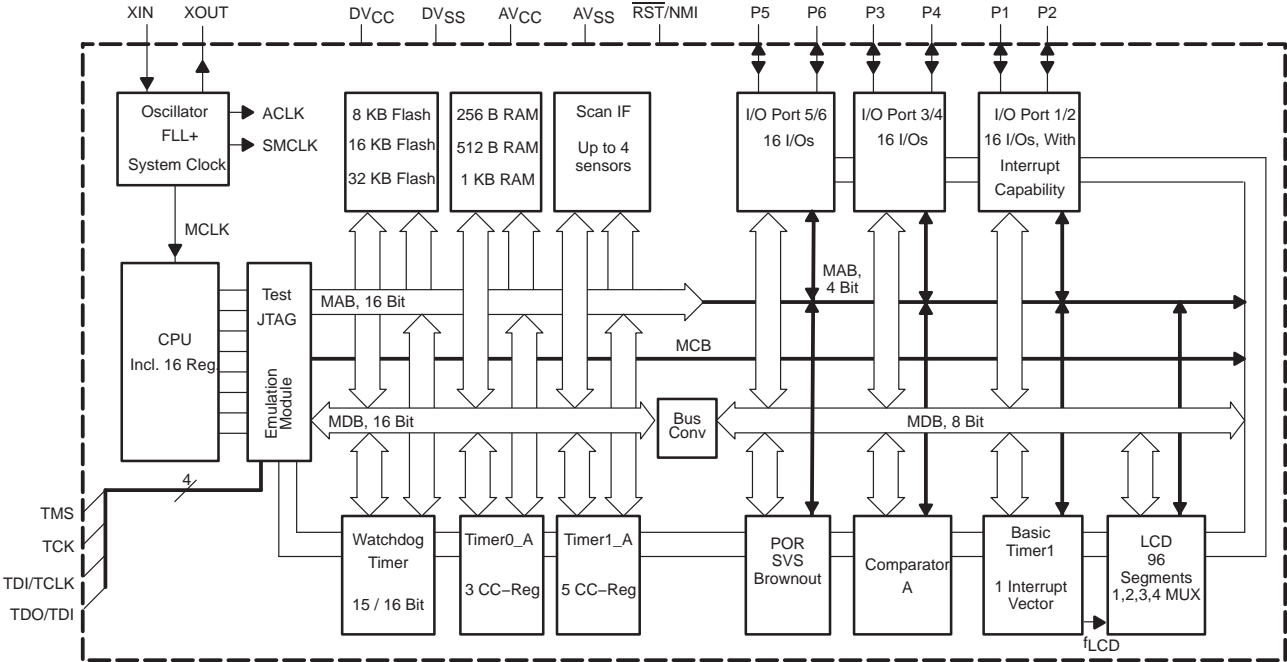 XIN
XOUT
DVCC
DVSS
AVCC
AVSS
RST/NMI
P5
P6
P3
P4
P1
P2
Oscillator
FLL+
System Clock
ACLK
SMCLK
8 KB Flash
16 KB Flash
32 KB Flash
256 B RAM
512 B RAM
1 KB RAM
Scan IF
Up to 4
sensors
I/O Port 5/6
16 I/Os
I/O Port 3/4
16 I/Os
I/O Port 1/2
16 I/Os, With
Interrupt
Capability
MCLK
CPU
Incl. 16 Reg.
Test
JTAG
Emulation
Module
MAB, 16 Bit
MAB,
4 Bit
MCB
MDB, 16 Bit
Bus
Conv
MDB, 8 Bit
4
TMS
TCK
TDI/TCLK
TDO/TDI
Watchdog
Timer
15 / 16 Bit
Timer0_A
3 CC−Reg
Timer1_A
5 CC−Reg
POR
SVS
Brownout
Comparator
A
Basic
Timer1
1 Interrupt
Vector
LCD
96
Segments
1,2,3,4 MUX
fLCD